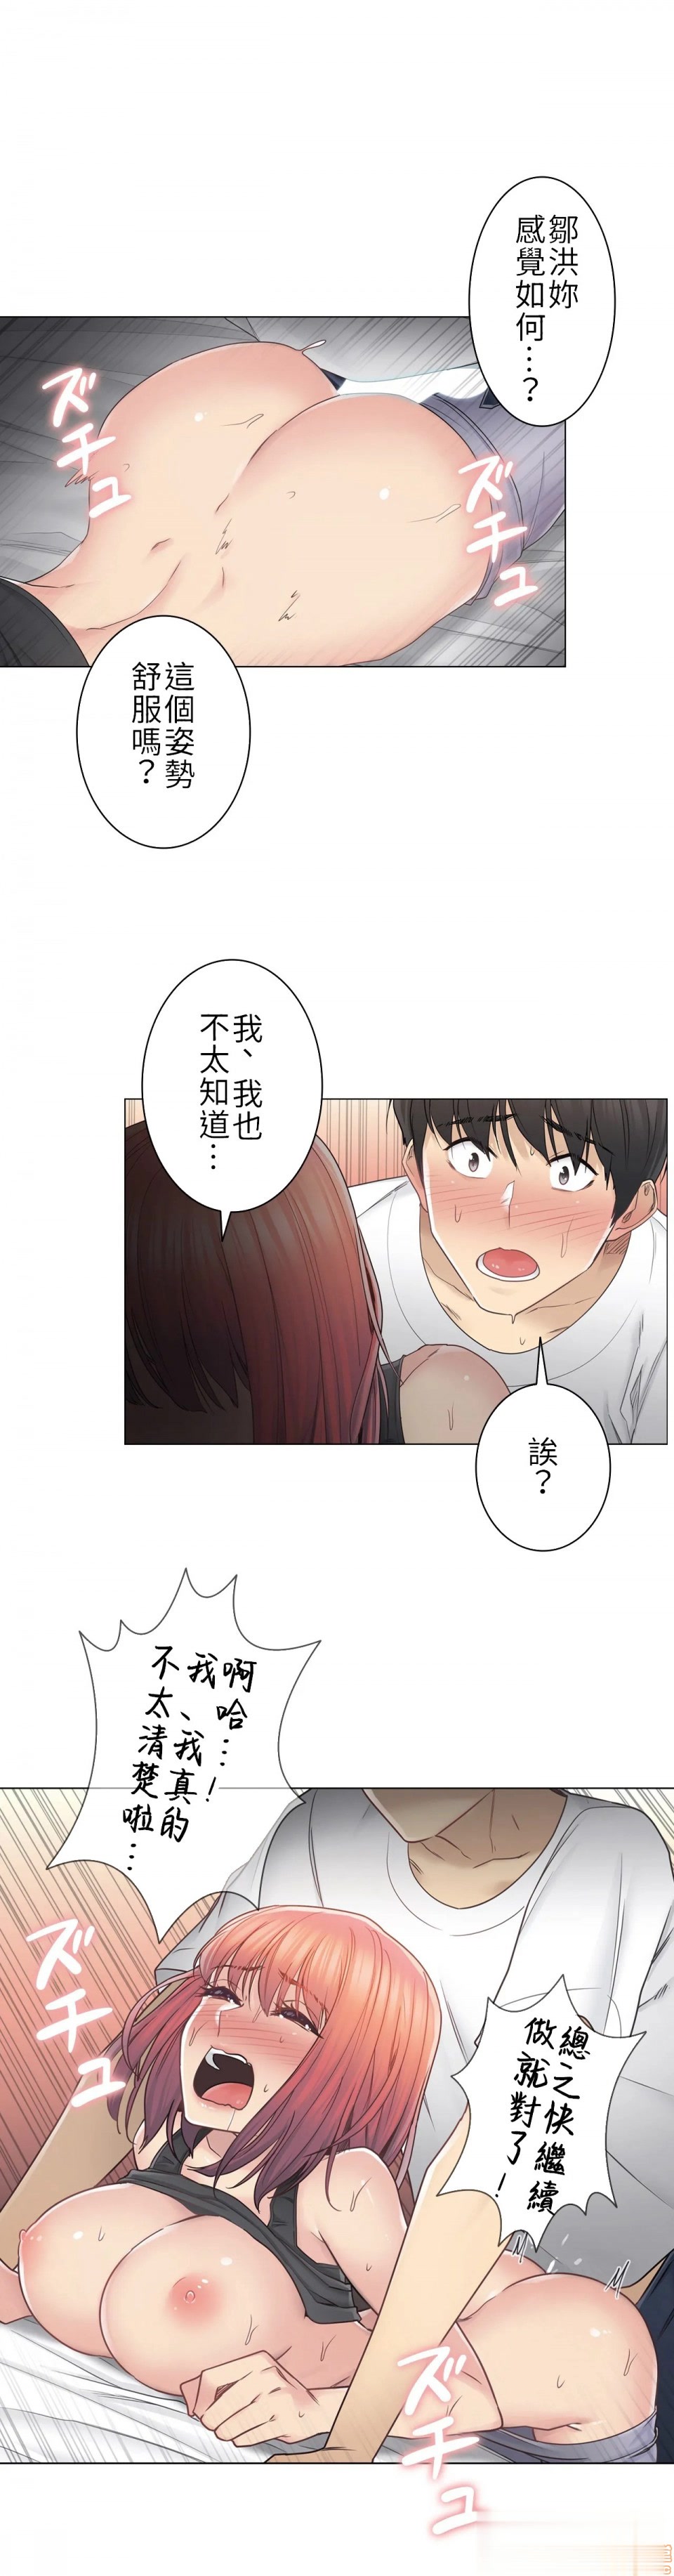 鄒洪妳
感覺如何…？
ズチュ
ズチュ
這個姿勢
舒服嗎？
我、我也
不太知道…
誒？
啊哈…！
我、我真的
不太清楚啦…
ズチュ
總之快繼續
做就對了！
ズチュ